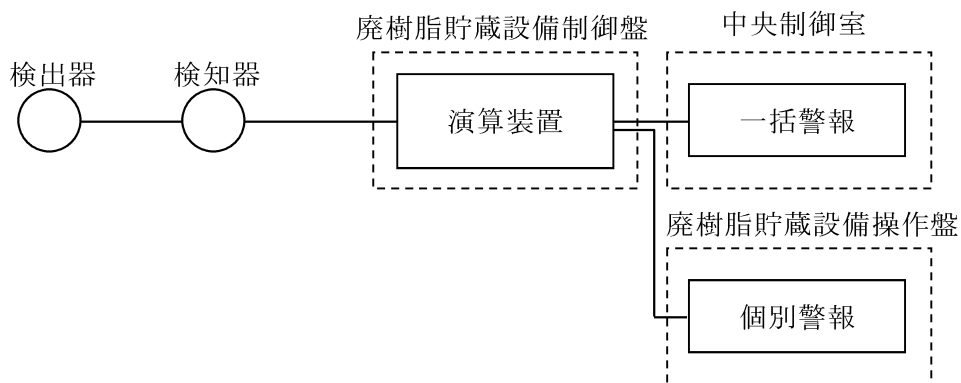 廃樹脂貯蔵設備制御盤
中央制御室
検出器
検知器
演算装置
一括警報
廃樹脂貯蔵設備操作盤
個別警報